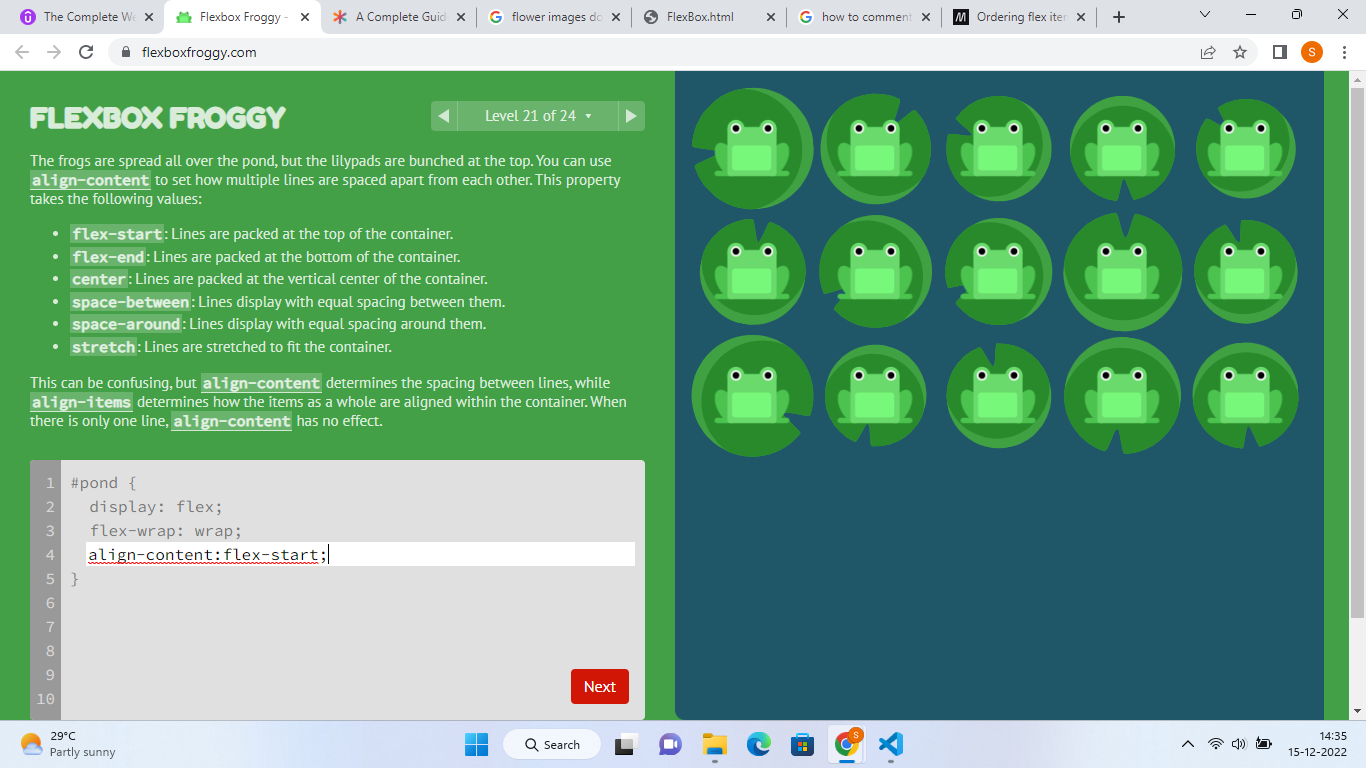 The Complete We
Flexbox Froggy -
A Complete Guid
flower images do
FlexBox.html
how to comment
Ordering flex iter
flexboxfroggy.com
S
FLEXBOX FROGGY
Level 21 of 24
The frogs are spread all over the pond, but the lilypads are bunched at the top. You can use
align-content to set how multiple lines are spaced apart from each other. This property
takes the following values:
• flex-start: Lines are packed at the top of the container.
• flex-end: Lines are packed at the bottom of the container.
• center: Lines are packed at the vertical center of the container.
• space-between: Lines display with equal spacing between them.
• space-around: Lines display with equal spacing around them.
• stretch: Lines are stretched to fit the container.
This can be confusing, but align-content determines the spacing between lines, while
align-items determines how the items as a whole are aligned within the container. When
there is only one line, align-content has no effect.
1 #pond {
2 display: flex;
3 flex-wrap: wrap;
4 align-content:flex-start;
5 }
6
7
8
9
10
Next
29°C
Partly sunny
Search
S
14:35
15-12-2022